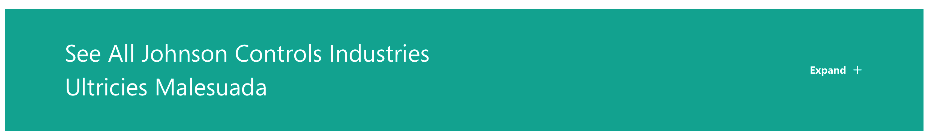 See All Johnson Controls Industries
Ultricies Malesuada
Expand +